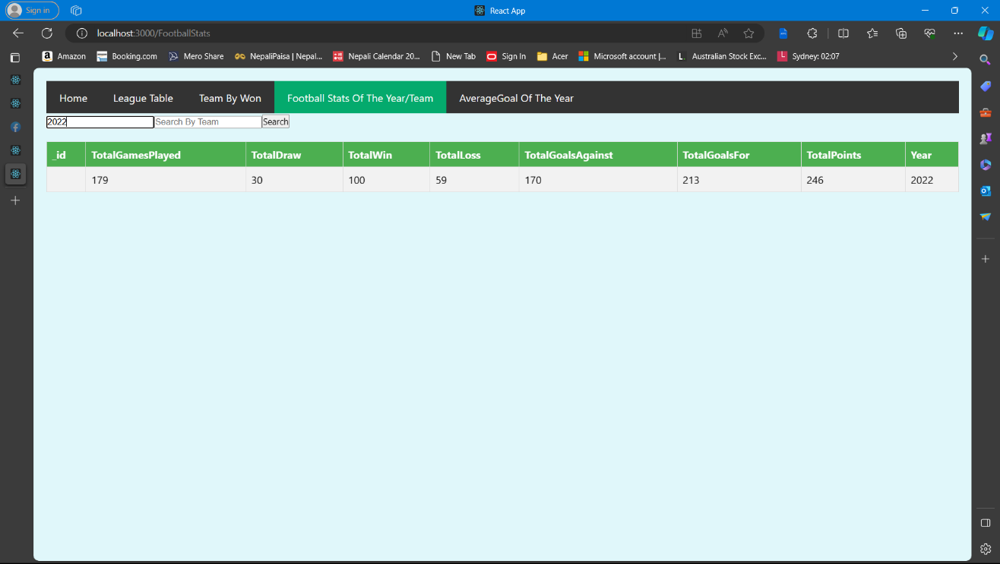 Sign in
React App
localhost:3000/FootballStats
Amazon Booking.com Mero Share NepaliPaisa | Nepal... Nepali Calendar 20... New Tab Sign In Acer Microsoft account |... L. Australian Stock Exc... L Sydney: 02:07
Home League Table Team By Won Football Stats Of The Year/Team AverageGoal Of The Year
2022 Search By Team Search
_id TotalGamesPlayed TotalDraw TotalWin TotalLoss TotalGoalsAgainst TotalGoalsFor TotalPoints Year
179 30 100 59 170 213 246 2022